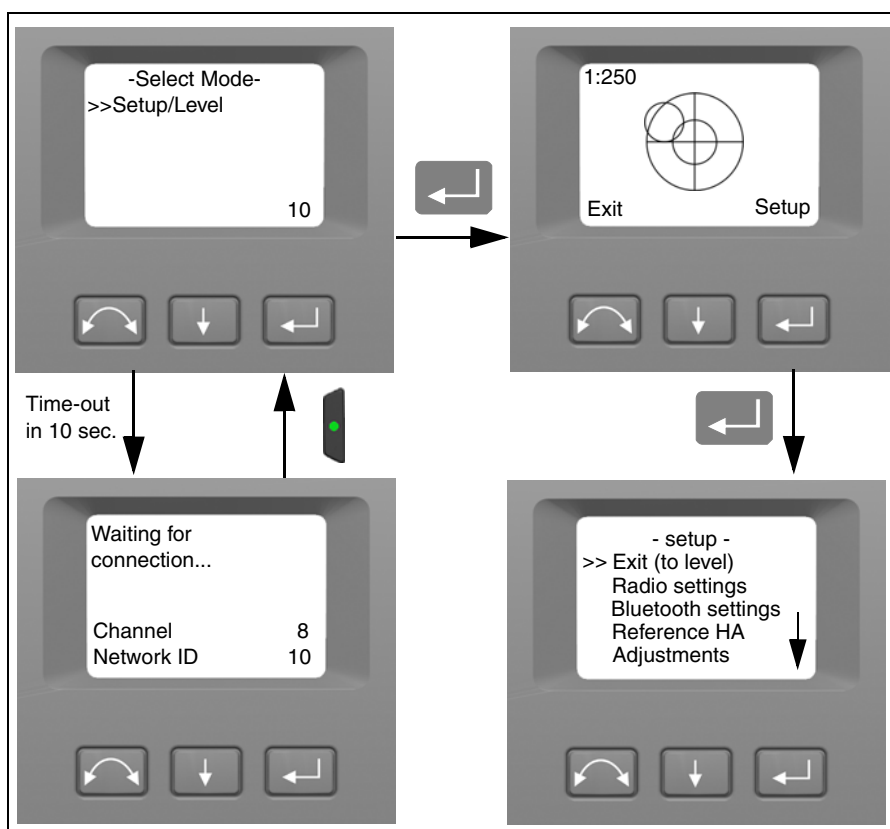 -Select Mode-
>>Setup/Level
10
1:250
Exit Setup
Time-out
in 10 sec.
Waiting for
connection...
Channel 8
Network ID 10
- setup -
>> Exit (to level)
Radio settings
Bluetooth settings
Reference HA
Adjustments